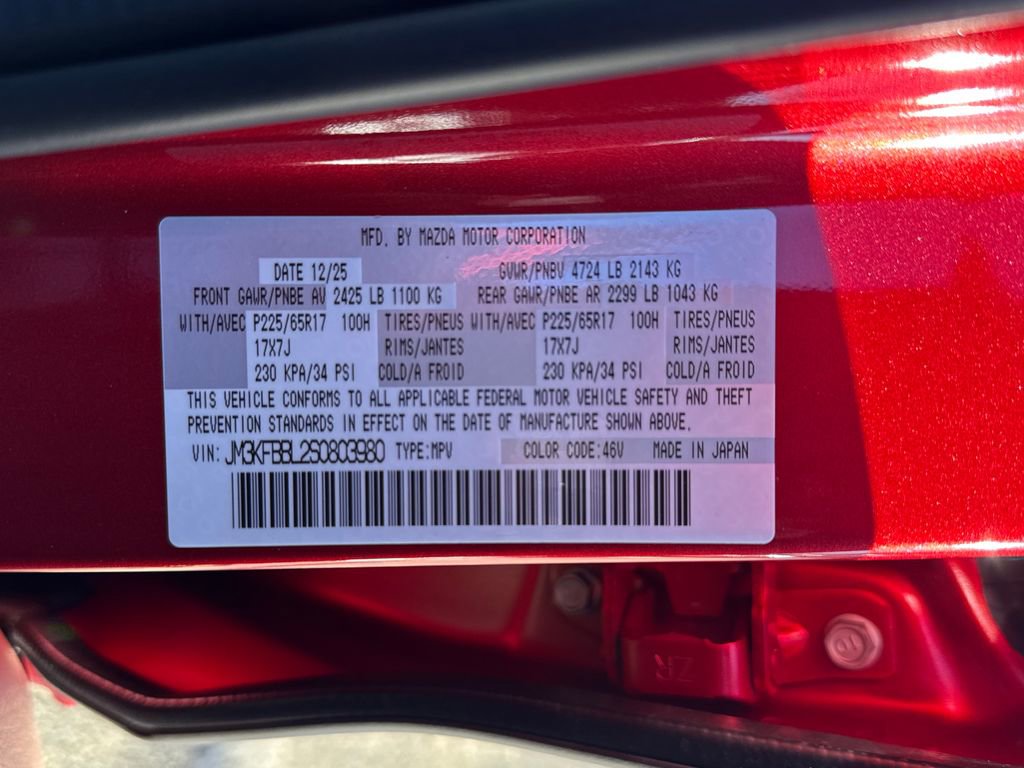 MFD. BY MAZDA MOTOR CORPORATION
DATE 12/25 GVWR/PNBV 4724 LB 2143 KG
FRONT GAWR/PNBE AV 2425 LB 1100 KG REAR GAWR/PNBE AR 2299 LB 1043 KG
WITH/AVEC P225/65R17 100H TIRES/PNEUS WITH/AVEC P225/65R17 100H TIRES/PNEUS
17X7J RIMS/JANTES 17X7J RIMS/JANTES
230 KPA/34 PSI COLD/A FROID 230 KPA/34 PSI COLD/A FROID
THIS VEHICLE CONFORMS TO ALL APPLICABLE FEDERAL MOTOR VEHICLE SAFETY AND THEFT
PREVENTION STANDARDS IN EFFECT ON THE DATE OF MANUFACTURE SHOWN ABOVE.
VIN: JM3KFBBL2S0803980 TYPE:MPV COLOR CODE:46V MADE IN JAPAN
10